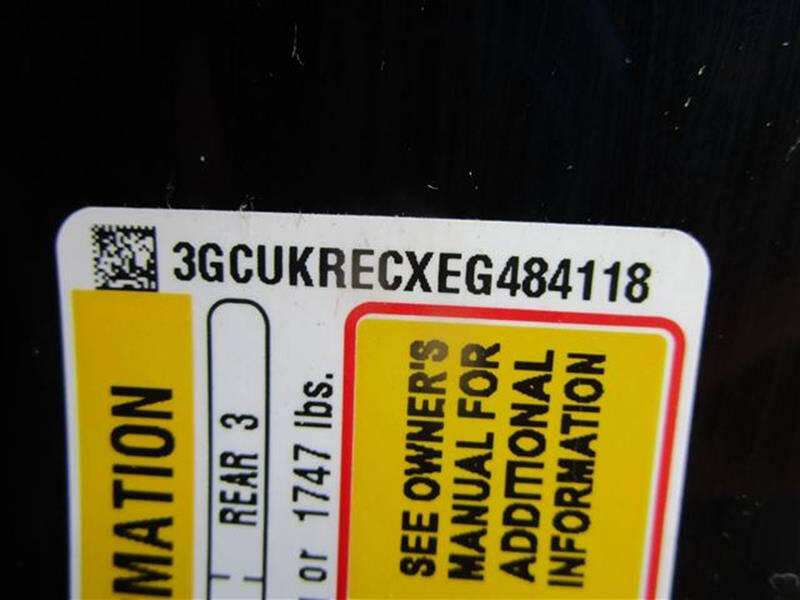 3GCUKRECXEG484118
MATION
REAR 3
or 1747 lbs.
SEE OWNER'S
MANUAL FOR
ADDITIONAL
INFORMATION